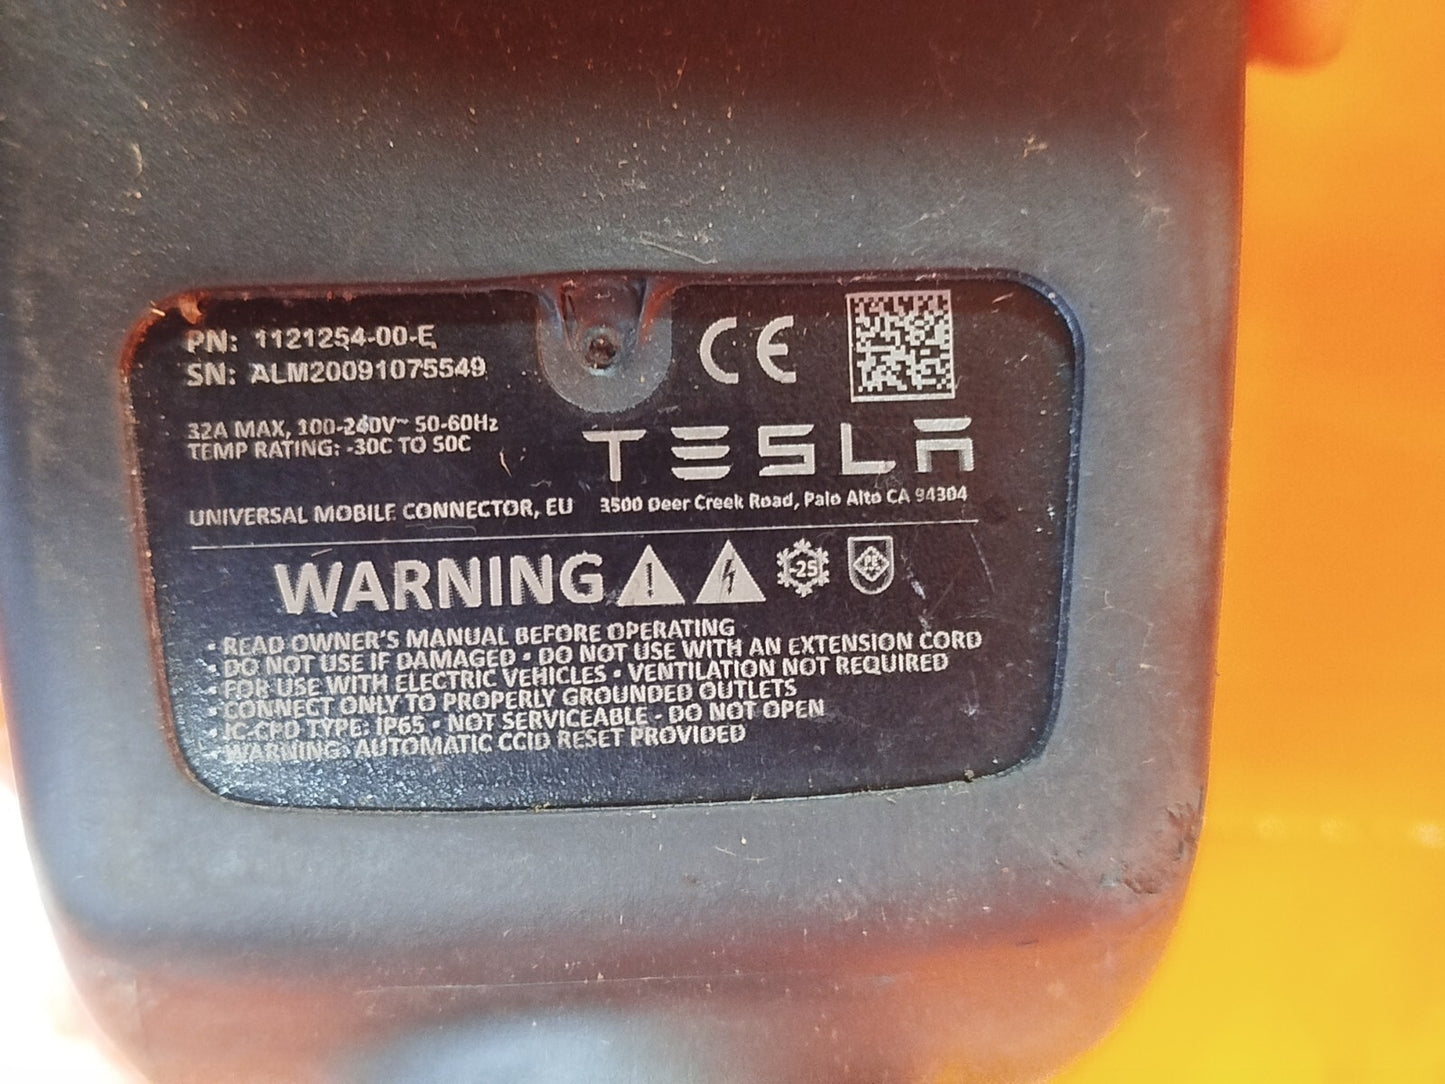 PN: 1121254-00-E
SN: ALM20091075549
CE
32A MAX, 100-240V~ 50-60Hz
TEMP RATING: -30C TO 50C
TESLA
UNIVERSAL MOBILE CONNECTOR, EU
3500 Deer Creek Road, Palo Alto CA 94304
WARNING
-25
PE
• READ OWNER'S MANUAL BEFORE OPERATING
• DO NOT USE IF DAMAGED • DO NOT USE WITH AN EXTENSION CORD
• FOR USE WITH ELECTRIC VEHICLES • VENTILATION NOT REQUIRED
• CONNECT ONLY TO PROPERLY GROUNDED OUTLETS
• IC-CPD TYPE: IP65 • NOT SERVICEABLE - DO NOT OPEN
• WARNING: AUTOMATIC CCID RESET PROVIDED